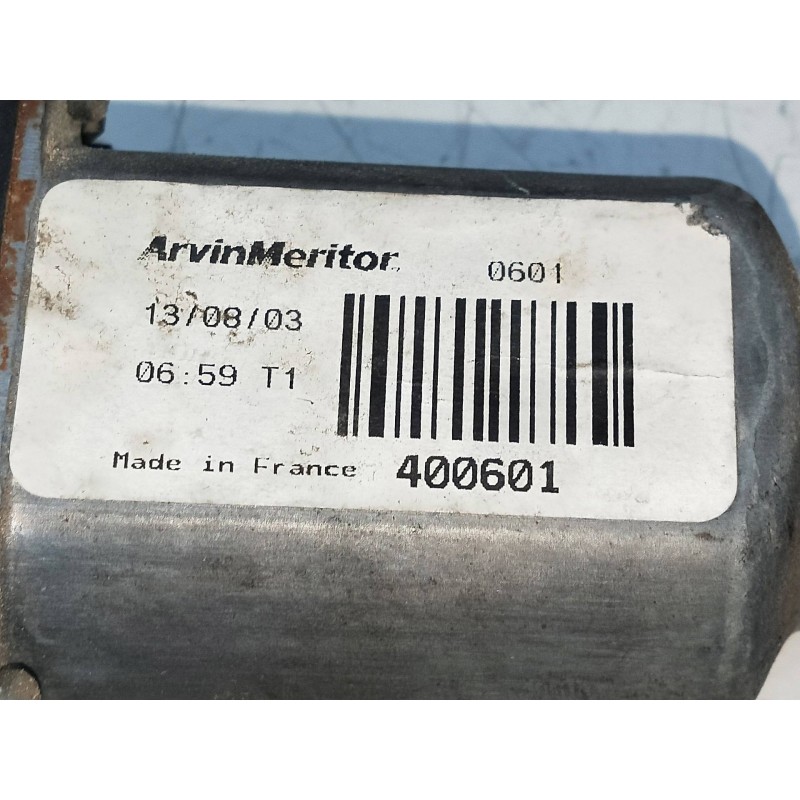 ArvinMeritor 0601
13/08/03
06:59 T1
Made in France 400601